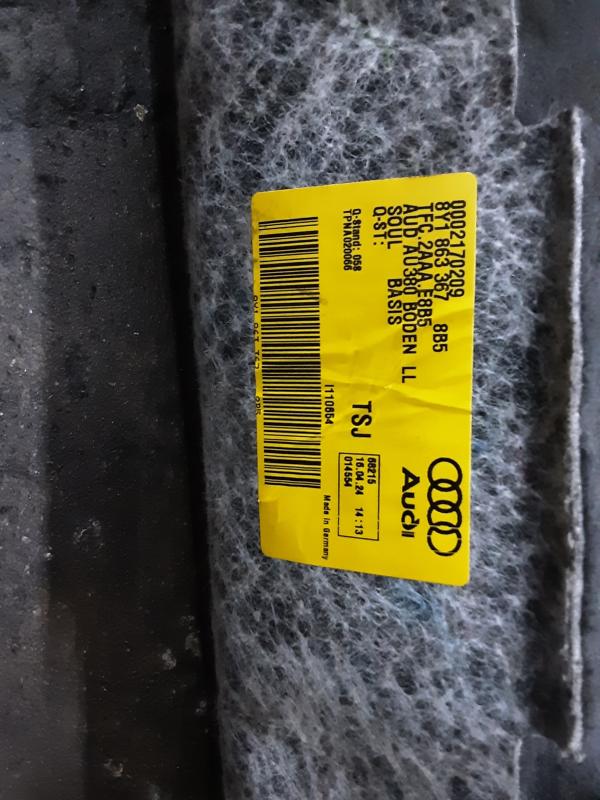 0002170209
8Y1 863 367   8B5
TFC.2AAA.E8B5
AUD AU380 BODEN LL
SOUL   BASIS
Q-ST:
Q-stand: 058
TPNA020066
Audi
TSJ
68215
16.04.24  14:13
014554
I110654
Made in Germany